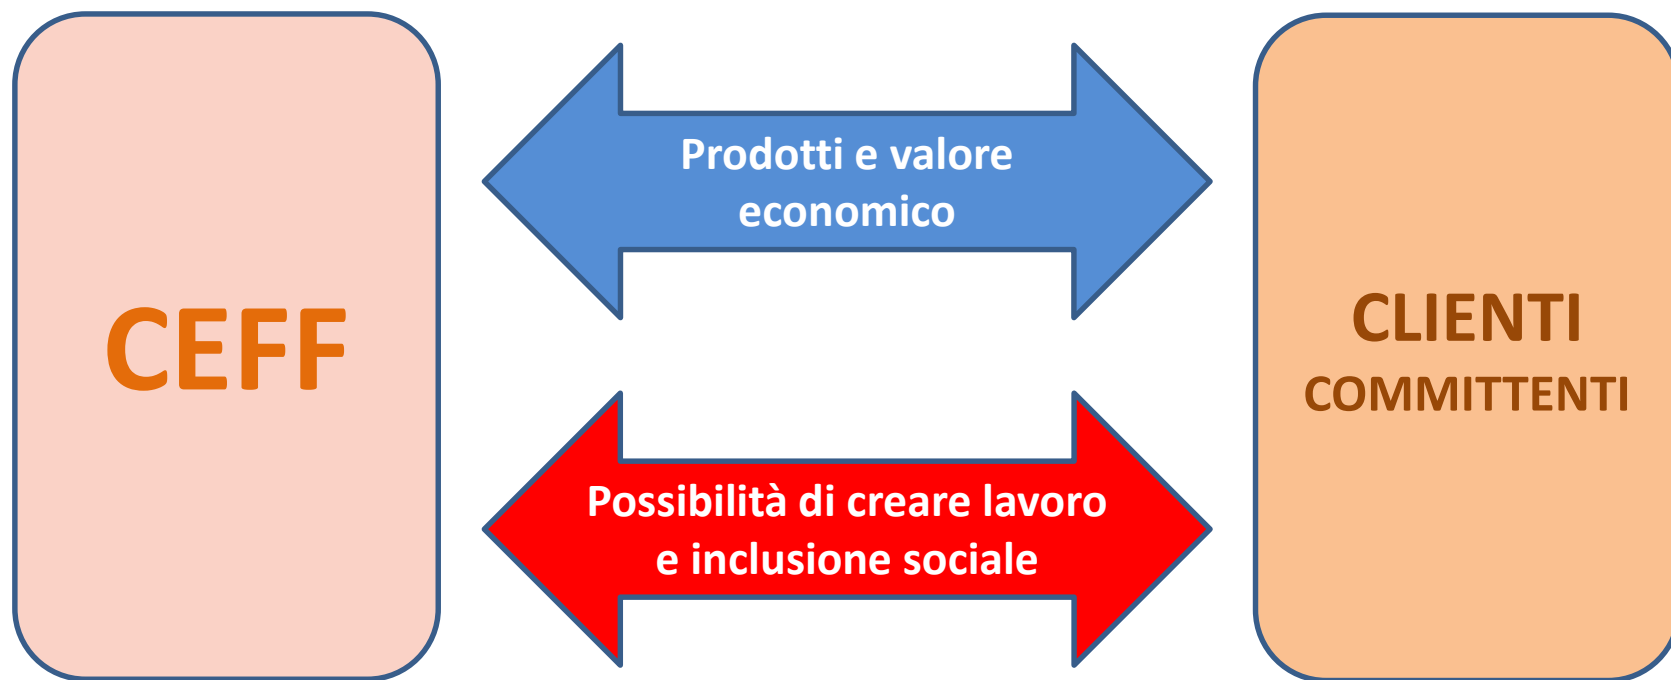 CEFF
Prodotti e valore
economico
Possibilità di creare lavoro
e inclusione sociale
CLIENTI
COMMITTENTI